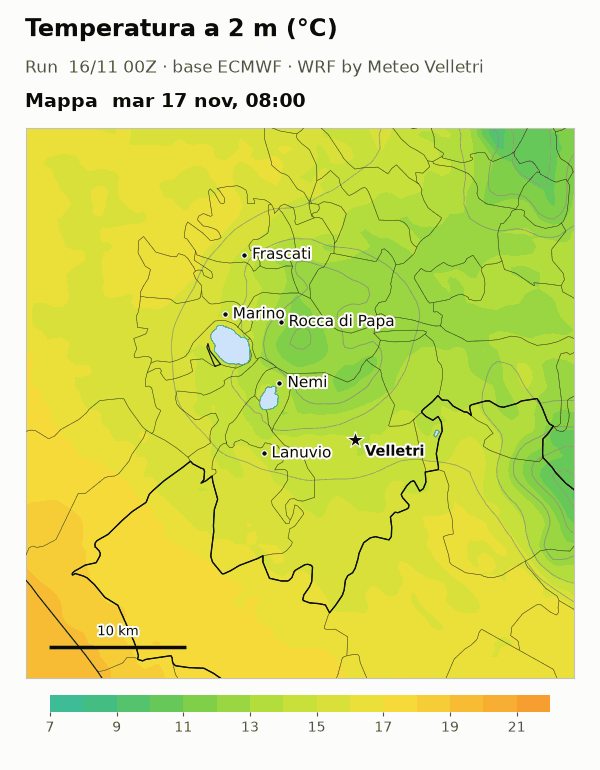 Temperatura a 2 m (°C)
Run  16/11 00Z · base ECMWF · WRF by Meteo Velletri
Mappa  mar 17 nov, 08:00
Frascati
Marino
Rocca di Papa
Nemi
Velletri
Lanuvio
10 km
7 9 11 13 15 17 19 21